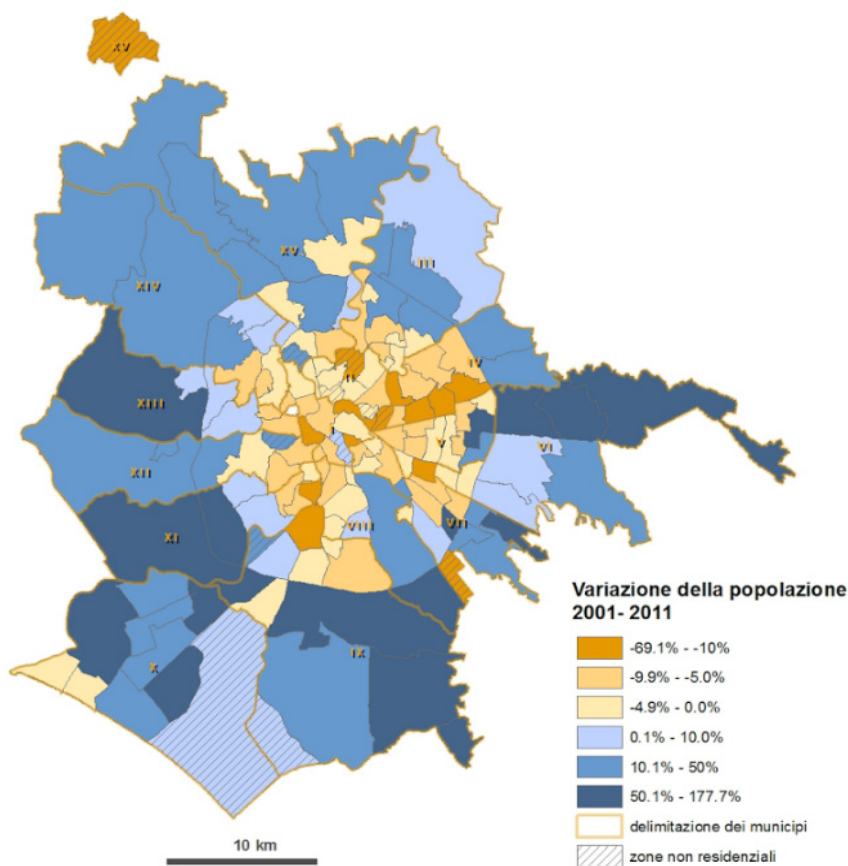 XV
XV
III
XIV
IV
II
XIII
I
V
VI
XII
XI
VIII
VII
IX
X
Variazione della popolazione
2001- 2011
-69.1% - -10%
-9.9% - -5.0%
-4.9% - 0.0%
0.1% - 10.0%
10.1% - 50%
50.1% - 177.7%
delimitazione dei municipi
zone non residenziali
10 km